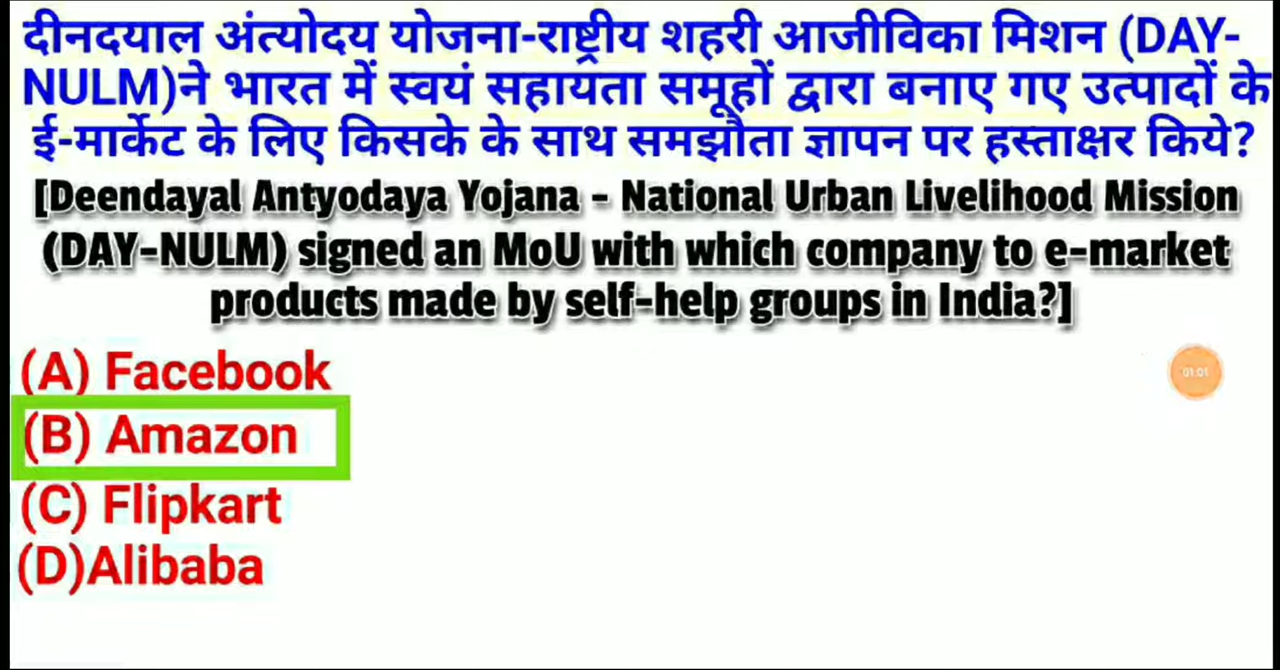 दीनदयाल अंत्योदय योजना-राष्ट्रीय शहरी आजीविका मिशन (DAY-
NULM)ने भारत में स्वयं सहायता समूहों द्वारा बनाए गए उत्पादों के
ई-मार्केट के लिए किसके के साथ समझौता ज्ञापन पर हस्ताक्षर किये?
[Deendayal Antyodaya Yojana - National Urban Livelihood Mission
(DAY-NULM) signed an MoU with which company to e-market
products made by self-help groups in India?]
(A) Facebook
01:01
(B) Amazon
(C) Flipkart
(D)Alibaba